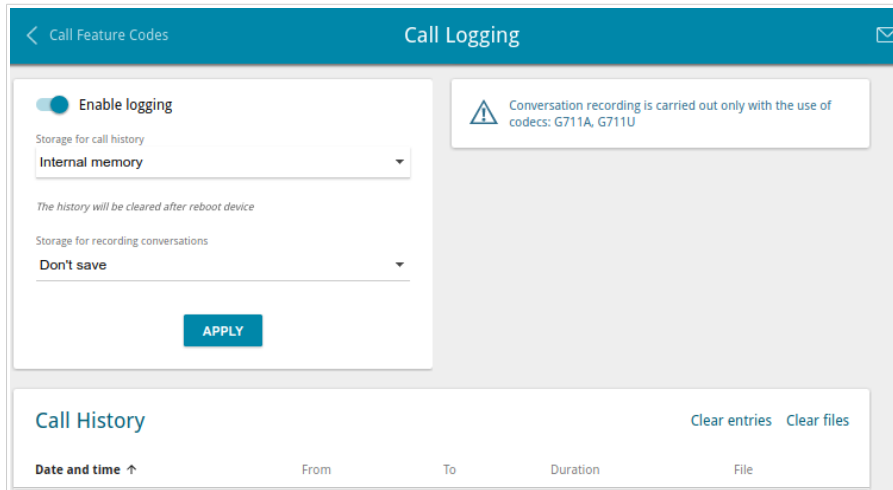 Call Feature Codes
Call Logging
Enable logging
Storage for call history
Internal memory
The history will be cleared after reboot device
Storage for recording conversations
Don't save
APPLY
Conversation recording is carried out only with the use of
codecs: G711A, G711U
Call History
Clear entries Clear files
Date and time ↑ From To Duration File